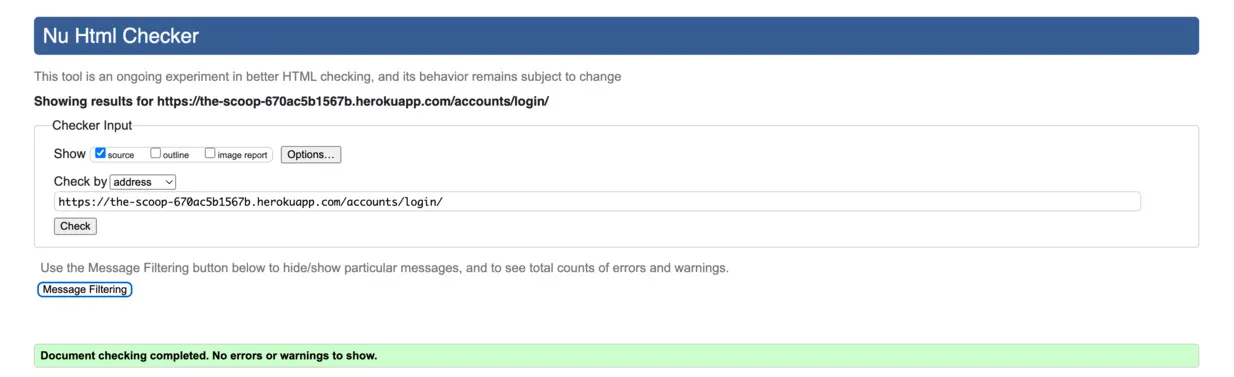 Nu Html Checker
This tool is an ongoing experiment in better HTML checking, and its behavior remains subject to change
Showing results for https://the-scoop-670ac5b1567b.herokuapp.com/accounts/login/
Checker Input
Show source outline image report Options...
Check by address
https://the-scoop-670ac5b1567b.herokuapp.com/accounts/login/
Check
Use the Message Filtering button below to hide/show particular messages, and to see total counts of errors and warnings.
Message Filtering
Document checking completed. No errors or warnings to show.